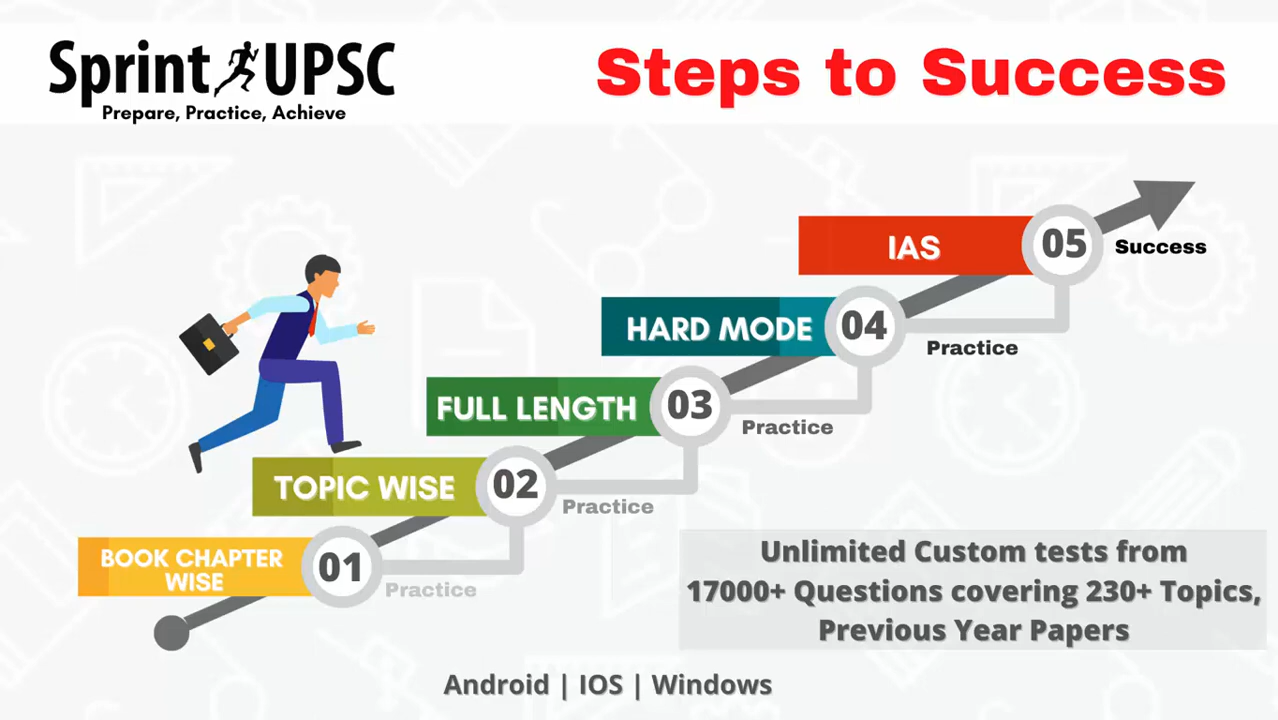 Sprint UPSC
Prepare, Practice, Achieve
Steps to Success
IAS
05
Success
HARD MODE
04
Practice
FULL LENGTH
03
Practice
TOPIC WISE
02
Practice
BOOK CHAPTER
WISE
01
Practice
Unlimited Custom tests from
17000+ Questions covering 230+ Topics,
Previous Year Papers
Android | IOS | Windows